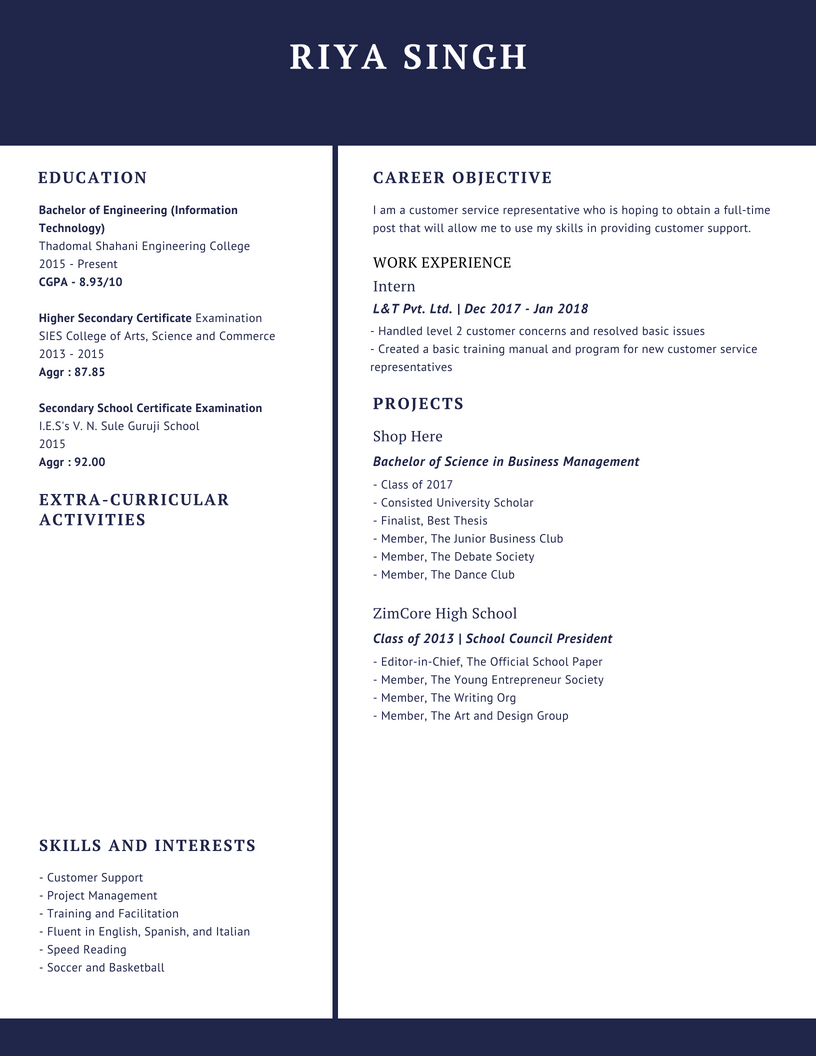 RIYA SINGH
EDUCATION
Bachelor of Engineering (Information
Technology)
Thadomal Shahani Engineering College
2015 - Present
CGPA - 8.93/10
Higher Secondary Certificate Examination
SIES College of Arts, Science and Commerce
2013 - 2015
Aggr : 87.85
Secondary School Certificate Examination
I.E.S's V. N. Sule Guruji School
2015
Aggr : 92.00
EXTRA-CURRICULAR
ACTIVITIES
SKILLS AND INTERESTS
- Customer Support
- Project Management
- Training and Facilitation
- Fluent in English, Spanish, and Italian
- Speed Reading
- Soccer and Basketball
CAREER OBJECTIVE
I am a customer service representative who is hoping to obtain a full-time
post that will allow me to use my skills in providing customer support.
WORK EXPERIENCE
Intern
L&T Pvt. Ltd. | Dec 2017 - Jan 2018
- Handled level 2 customer concerns and resolved basic issues
- Created a basic training manual and program for new customer service
representatives
PROJECTS
Shop Here
Bachelor of Science in Business Management
- Class of 2017
- Consisted University Scholar
- Finalist, Best Thesis
- Member, The Junior Business Club
- Member, The Debate Society
- Member, The Dance Club
ZimCore High School
Class of 2013 | School Council President
- Editor-in-Chief, The Official School Paper
- Member, The Young Entrepreneur Society
- Member, The Writing Org
- Member, The Art and Design Group